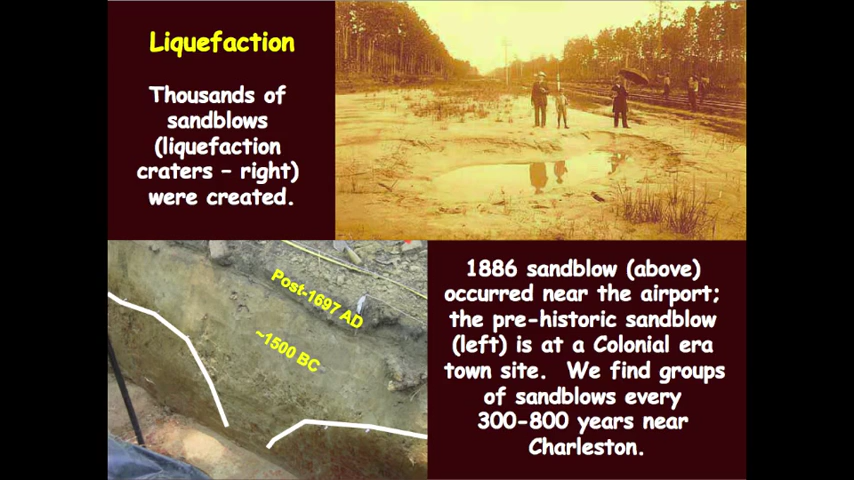 Liquefaction
Thousands of
sandblows
(liquefaction
craters – right)
were created.
Post-1697 AD
~1500 BC
1886 sandblow (above)
occurred near the airport;
the pre-historic sandblow
(left) is at a Colonial era
town site. We find groups
of sandblows every
300-800 years near
Charleston.